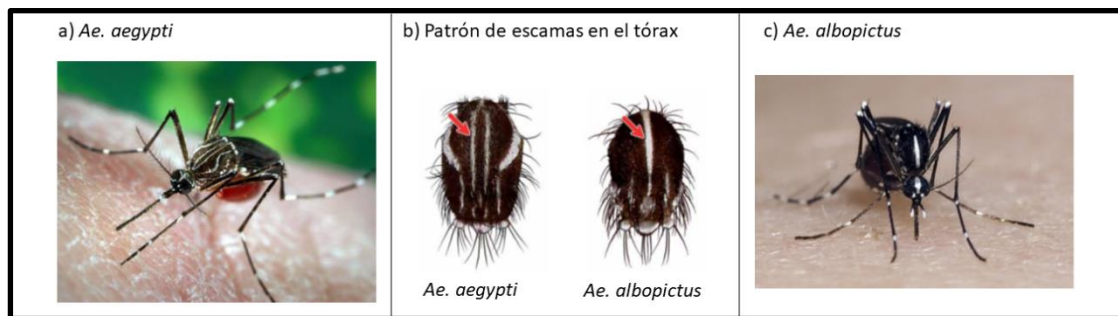 a) Ae. aegypti
b) Patrón de escamas en el tórax
c) Ae. albopictus
Ae. aegypti
Ae. albopictus